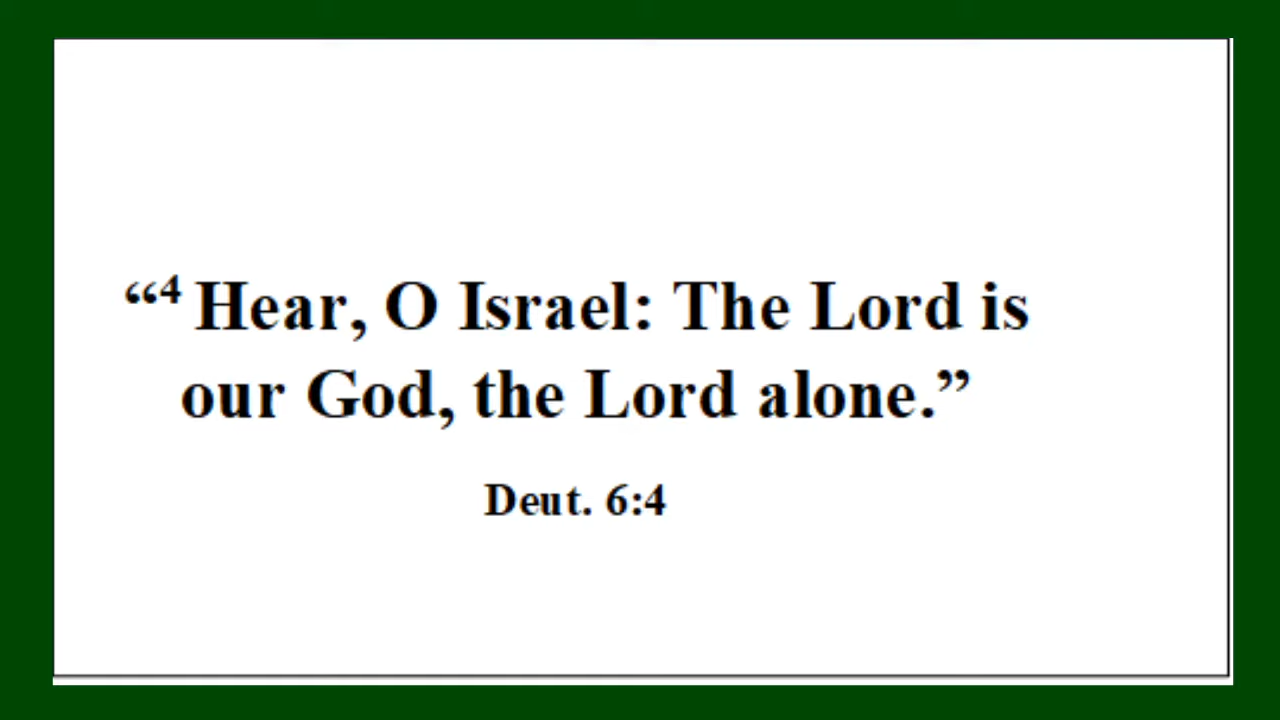 “⁴ Hear, O Israel: The Lord is
our God, the Lord alone.”
Deut. 6:4